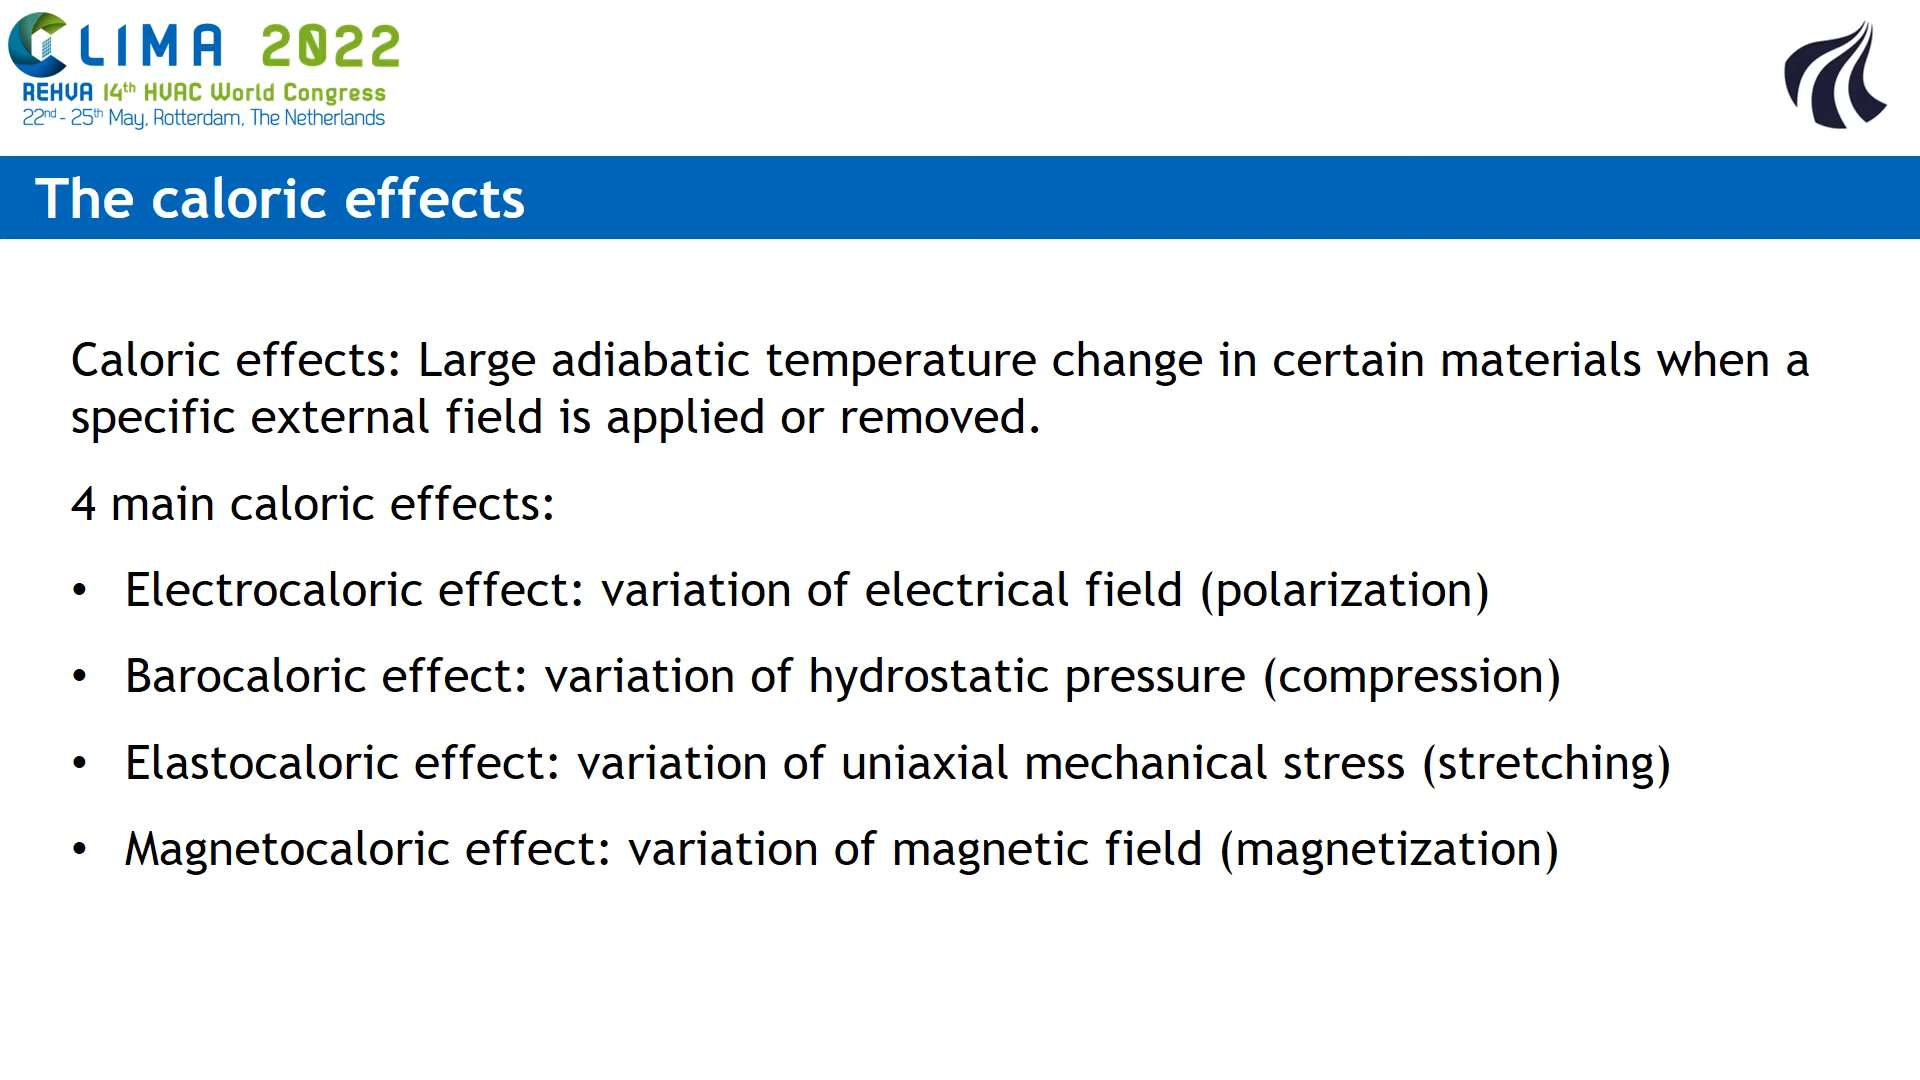 CLIMA 2022
REHVA 14th HVAC World Congress
22nd - 25th May, Rotterdam, The Netherlands
The caloric effects
Caloric effects: Large adiabatic temperature change in certain materials when a
specific external field is applied or removed.
4 main caloric effects:
• Electrocaloric effect: variation of electrical field (polarization)
• Barocaloric effect: variation of hydrostatic pressure (compression)
• Elastocaloric effect: variation of uniaxial mechanical stress (stretching)
• Magnetocaloric effect: variation of magnetic field (magnetization)